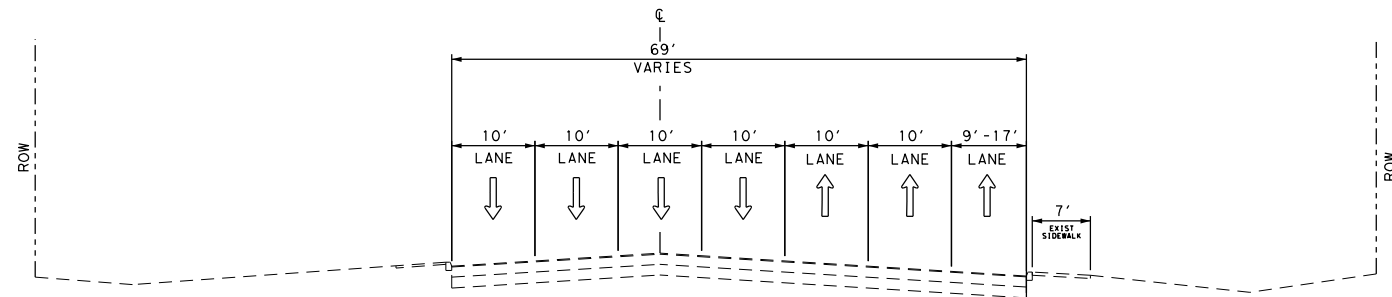 ℄
69'
VARIES
10' 10' 10' 10' 10' 10' 9'-17'
LANE LANE LANE LANE LANE LANE LANE
ROW
ROW
7'
EXIST
SIDEWALK